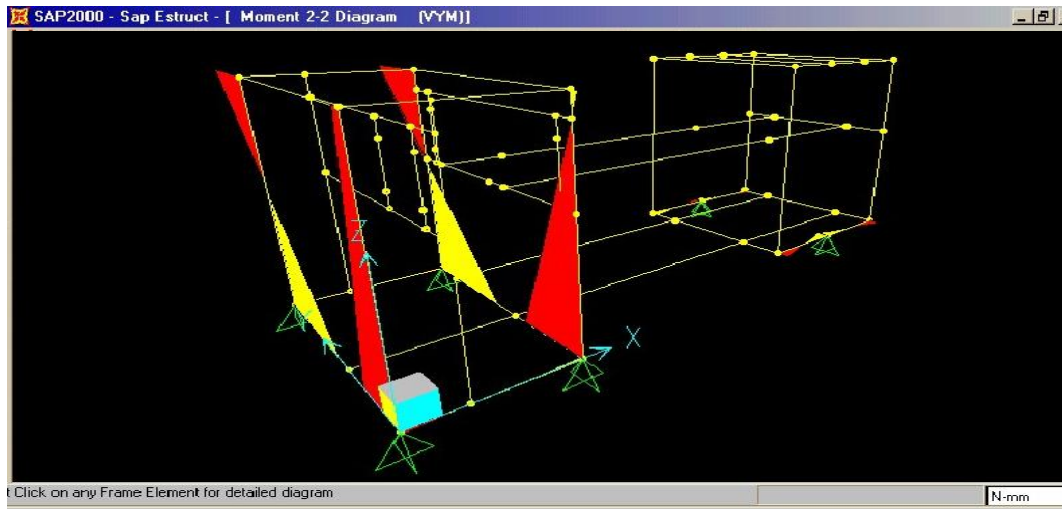 SAP2000 - Sap Estruct - [ Moment 2-2 Diagram (VYM)]
Z
X
t Click on any Frame Element for detailed diagram
N-mm